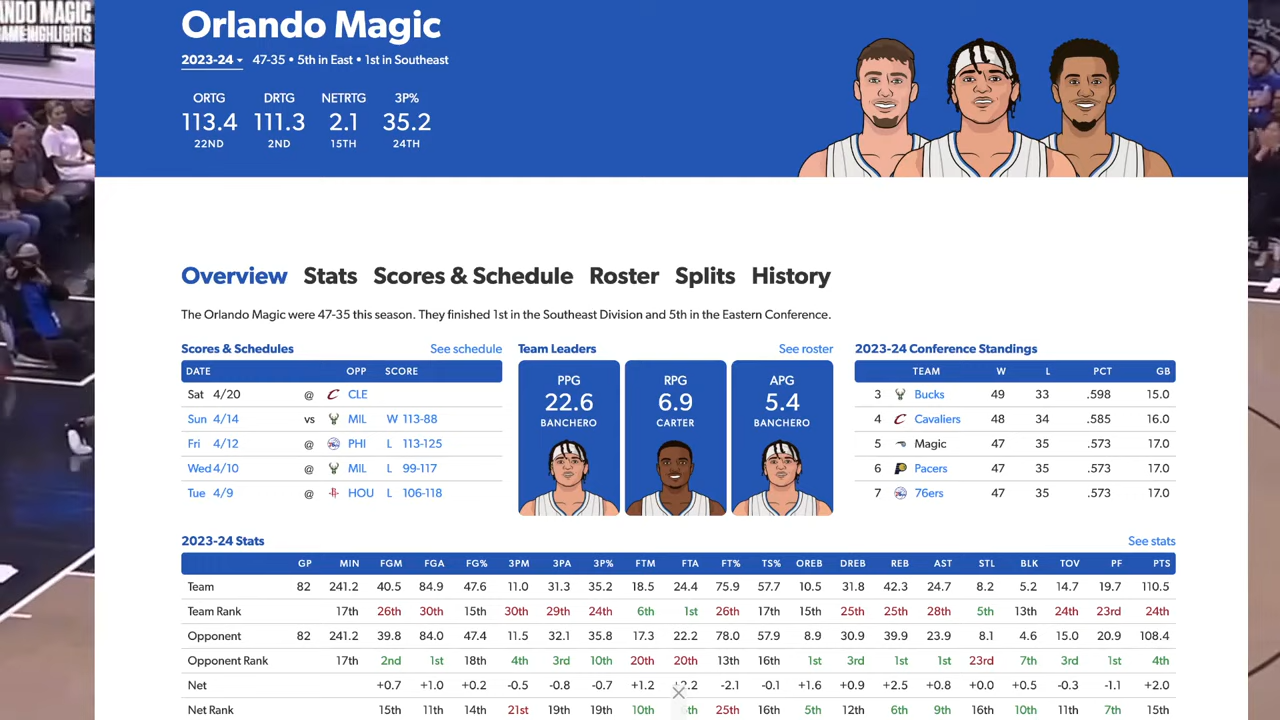 ANDO MAGIC
GAME HIGHLIGHTS
Orlando Magic
2023-24 47-35 • 5th in East • 1st in Southeast
ORTG DRTG NETRTG 3P%
113.4 111.3 2.1 35.2
22ND 2ND 15TH 24TH
Overview Stats Scores & Schedule Roster Splits History
The Orlando Magic were 47-35 this season. They finished 1st in the Southeast Division and 5th in the Eastern Conference.
Scores & Schedules See schedule
DATE OPP SCORE
Sat 4/20 @ CLE
Sun 4/14 vs MIL W 113-88
Fri 4/12 @ PHI L 113-125
Wed 4/10 @ MIL L 99-117
Tue 4/9 @ HOU L 106-118
Team Leaders See roster
PPG RPG APG
22.6 6.9 5.4
BANCHERO CARTER BANCHERO
2023-24 Conference Standings
TEAM W L PCT GB
3 Bucks 49 33 .598 15.0
4 Cavaliers 48 34 .585 16.0
5 Magic 47 35 .573 17.0
6 Pacers 47 35 .573 17.0
7 76ers 47 35 .573 17.0
2023-24 Stats See stats
GP MIN FGM FGA FG% 3PM 3PA 3P% FTM FTA FT% TS% OREB DREB REB AST STL BLK TOV PF PTS
Team 82 241.2 40.5 84.9 47.6 11.0 31.3 35.2 18.5 24.4 75.9 57.7 10.5 31.8 42.3 24.7 8.2 5.2 14.7 19.7 110.5
Team Rank 17th 26th 30th 15th 30th 29th 24th 6th 1st 26th 17th 15th 25th 25th 28th 5th 13th 24th 23rd 24th
Opponent 82 241.2 39.8 84.0 47.4 11.5 32.1 35.8 17.3 22.2 78.0 57.9 8.9 30.9 39.9 23.9 8.1 4.6 15.0 20.9 108.4
Opponent Rank 17th 2nd 1st 18th 4th 3rd 10th 20th 20th 13th 16th 1st 3rd 1st 1st 23rd 7th 3rd 1st 4th
Net +0.7 +1.0 +0.2 -0.5 -0.8 -0.7 +1.2 +2.2 -2.1 -0.1 +1.6 +0.9 +2.5 +0.8 +0.0 +0.5 -0.3 -1.1 +2.0
Net Rank 15th 11th 14th 21st 19th 19th 10th 25th 16th 5th 12th 6th 9th 16th 10th 11th 7th 15th